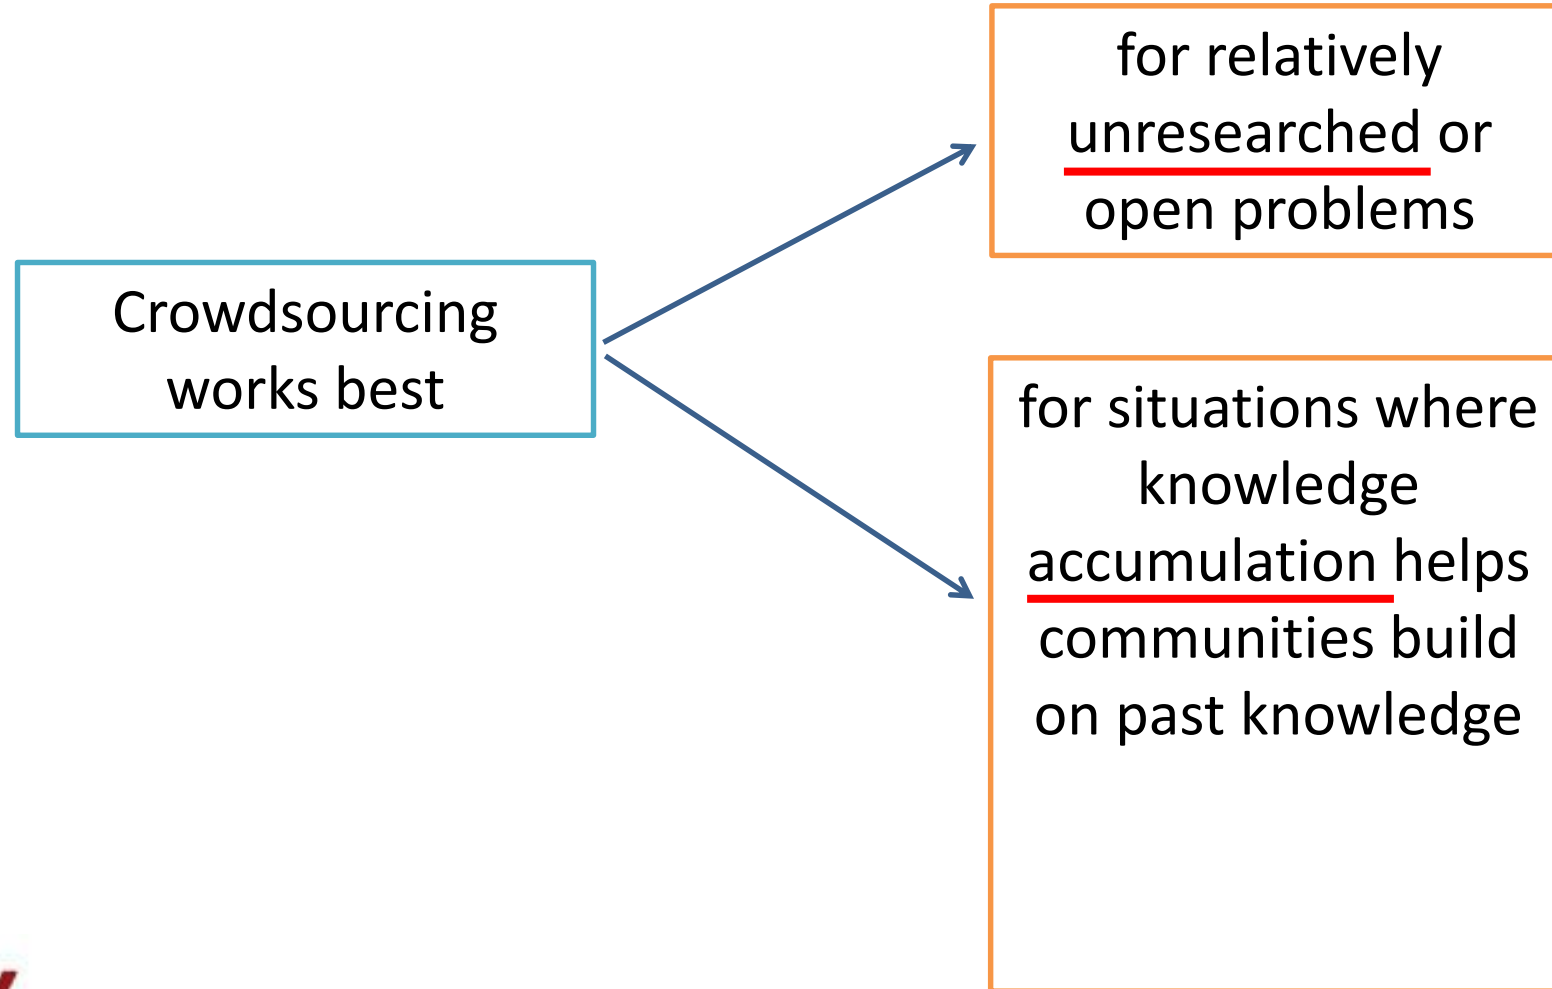 for relatively
unresearched or
open problems
Crowdsourcing
works best
for situations where
knowledge
accumulation helps
communities build
on past knowledge